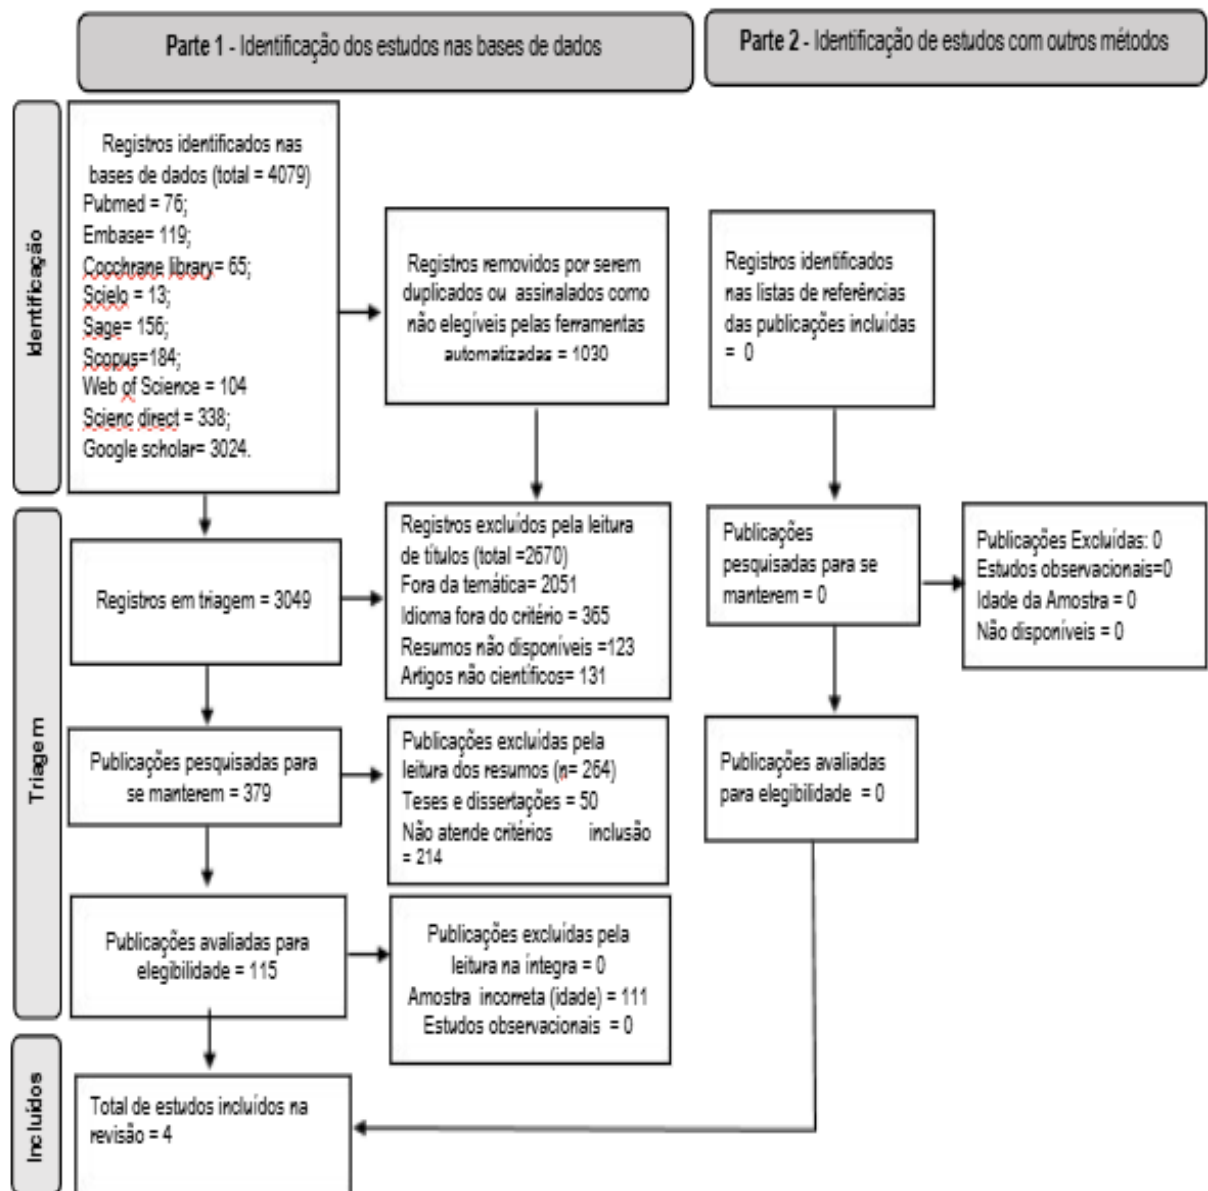 Parte 1 - Identificação dos estudos nas bases de dados
Parte 2 - Identificação de estudos com outros métodos
Identificação
Registros identificados nas
bases de dados (total = 4079)
Pubmed = 76;
Embase= 119;
Cocchrane library= 65;
Scielo = 13;
Sage= 156;
Scopus=184;
Web of Science = 104
Scienc direct = 338;
Google scholar= 3024.
Registros removidos por serem
duplicados ou assinalados como
não elegíveis pelas ferramentas
automatizadas = 1030
Registros identificados
nas listas de referências
das publicações incluídas
= 0
Triagem
Registros em triagem = 3049
Registros excluídos pela leitura
de títulos (total =2670)
Fora da temática= 2051
Idioma fora do critério = 365
Resumos não disponíveis =123
Artigos não científicos= 131
Publicações
pesquisadas para se
manterem = 0
Publicações Excluídas: 0
Estudos observacionais=0
Idade da Amostra = 0
Não disponíveis = 0
Publicações pesquisadas para
se manterem = 379
Publicações excluídas pela
leitura dos resumos (n= 264)
Teses e dissertações = 50
Não atende critérios inclusão
= 214
Publicações avaliadas
para elegibilidade = 0
Publicações avaliadas para
elegibilidade = 115
Publicações excluídas pela
leitura na íntegra = 0
Amostra incorreta (idade) = 111
Estudos observacionais = 0
Incluídos
Total de estudos incluídos na
revisão = 4